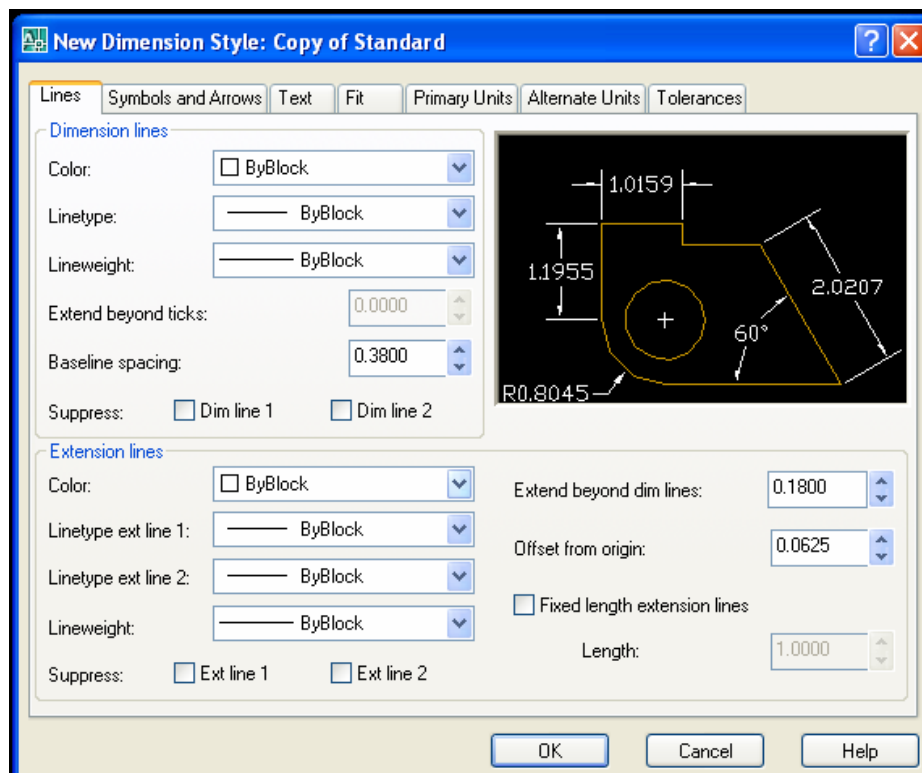 New Dimension Style: Copy of Standard
Lines Symbols and Arrows Text Fit Primary Units Alternate Units Tolerances
Dimension lines
Color: ByBlock
Linetype: ByBlock
Lineweight: ByBlock
Extend beyond ticks: 0.0000
Baseline spacing: 0.3800
Suppress: Dim line 1 Dim line 2
1.0159
1.1955
2.0207
60°
R0.8045
Extension lines
Color: ByBlock
Linetype ext line 1: ByBlock
Linetype ext line 2: ByBlock
Lineweight: ByBlock
Suppress: Ext line 1 Ext line 2
Extend beyond dim lines: 0.1800
Offset from origin: 0.0625
Fixed length extension lines
Length: 1.0000
OK Cancel Help